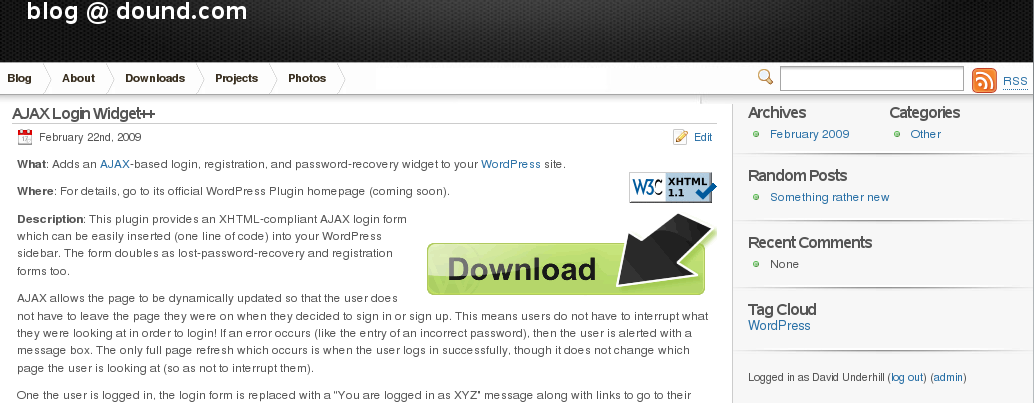 blog @ dound.com
Blog About Downloads Projects Photos RSS
AJAX Login Widget++
February 22nd, 2009 Edit
What: Adds an AJAX-based login, registration, and password-recovery widget to your WordPress site.
W3C XHTML 1.1
Where: For details, go to its official WordPress Plugin homepage (coming soon).
Description: This plugin provides an XHTML-compliant AJAX login form
which can be easily inserted (one line of code) into your WordPress
sidebar. The form doubles as lost-password-recovery and registration
forms too.
Download
AJAX allows the page to be dynamically updated so that the user does
not have to leave the page they were on when they decided to sign in or sign up. This means users do not have to interrupt what
they were looking at in order to login! If an error occurs (like the entry of an incorrect password), then the user is alerted with a
message box. The only full page refresh which occurs is when the user logs in successfully, though it does not change which
page the user is looking at (so as not to interrupt them).
One the user is logged in, the login form is replaced with a "You are logged in as XYZ" message along with links to go to their
Archives
February 2009
Categories
Other
Random Posts
Something rather new
Recent Comments
None
Tag Cloud
WordPress
Logged in as David Underhill (log out) (admin)